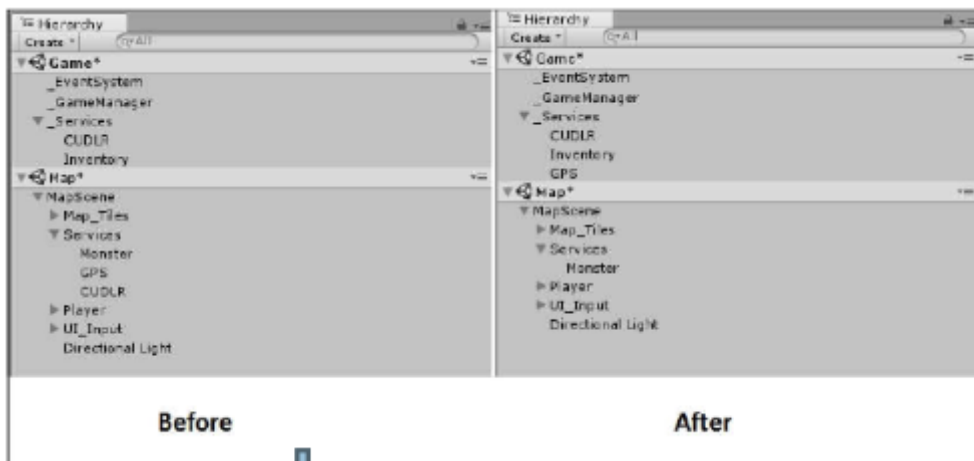 Hierarchy
Create
All
Game*
_EventSystem
_GameManager
_Services
CUDLR
Inventory
Map*
MapScene
Map_Tiles
Services
Monster
GPS
CUDLR
Player
UI_Input
Directional Light
Before
Hierarchy
Create
All
Game*
_EventSystem
_GameManager
_Services
CUDLR
Inventory
GPS
Map*
MapScene
Map_Tiles
Services
Monster
Player
UI_Input
Directional Light
After